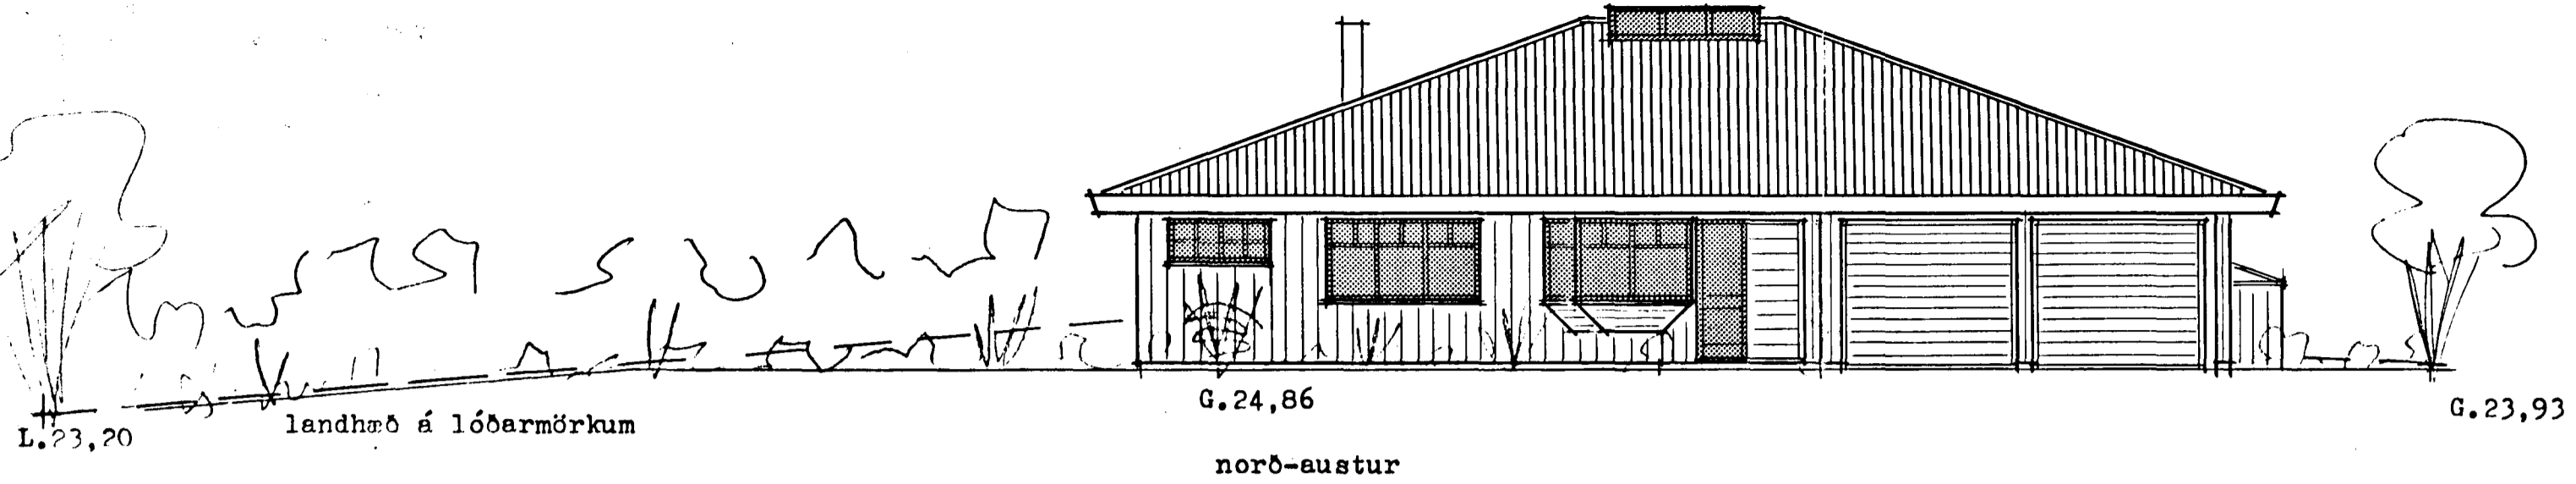 G.24,86
G.23,93
landhæð á lóðarmörkum
L.23,20
norð-austur